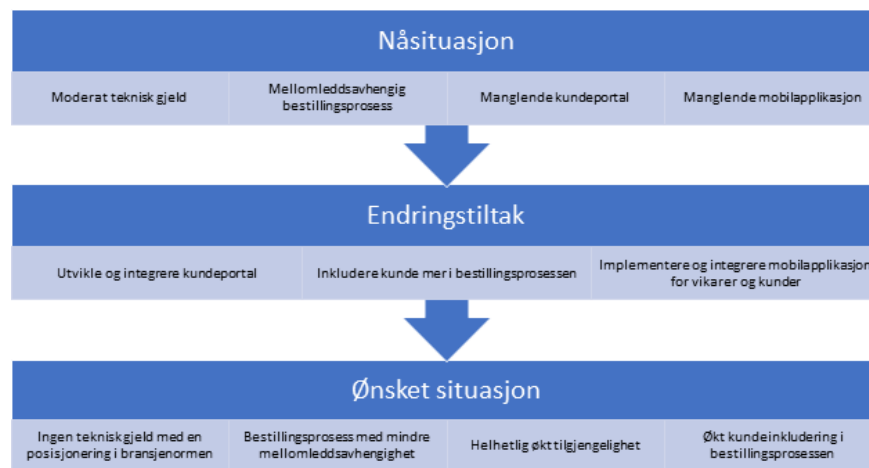 Nåsituasjon
Moderat teknisk gjeld
Mellomleddsavhengig
bestillingsprosess
Manglende kundeportal
Manglende mobilapplikasjon
Endringstiltak
Utvikle og integrere kundeportal
Inkludere kunde mer i bestillingsprosessen
Implementere og integrere mobilapplikasjon
for vikarer og kunder
Ønsket situasjon
Ingen teknisk gjeld med en
posisjonering i bransjenormen
Bestillingsprosess med mindre
mellomleddsavhengighet
Helhetlig økt tilgjengelighet
Økt kundeinkludering i
bestillingsprosessen